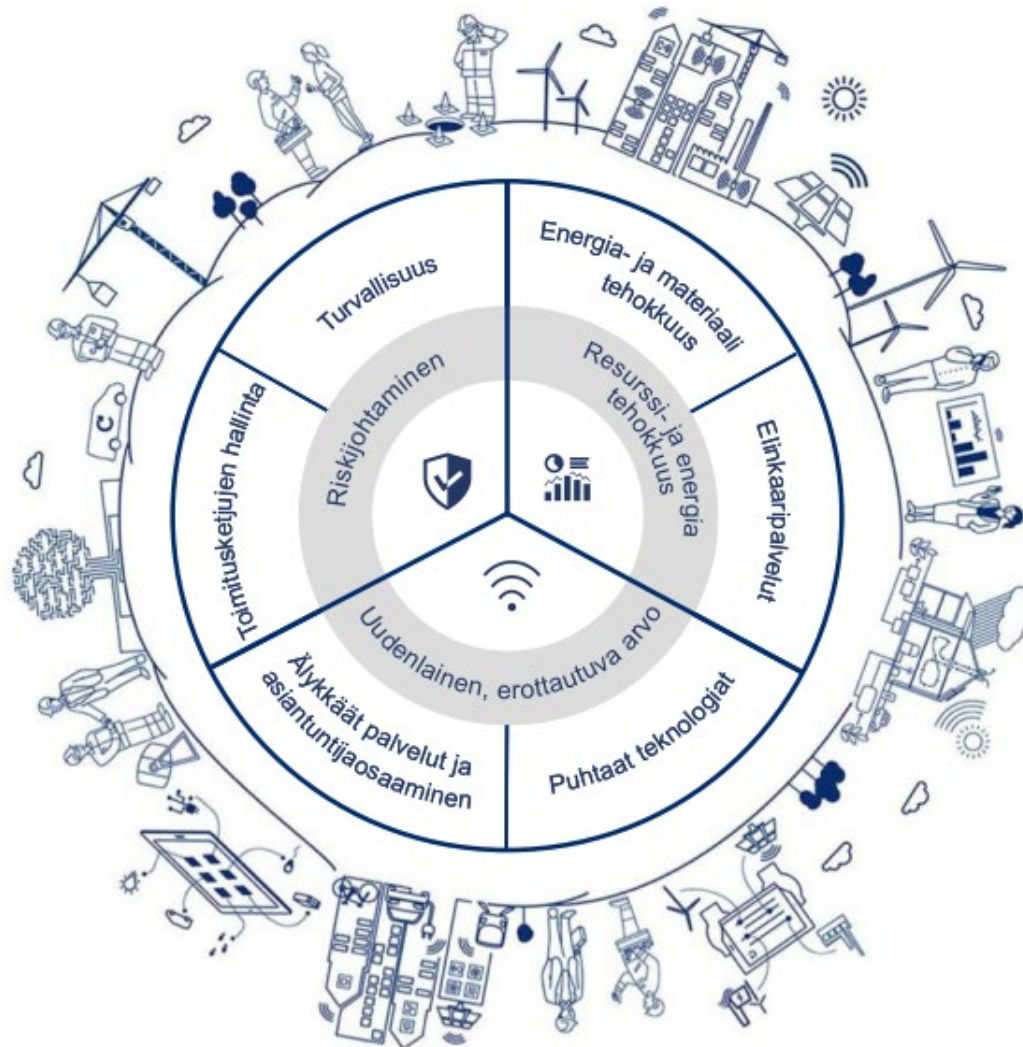 Turvallisuus
Energia- ja materiaali
tehokkuus
Riskijohtaminen
Resurssi- ja energia
tehokkuus
Toimitusketjujen hallinta
Elinkaaripalvelut
Uudenlainen, erottautuva arvo
Älykkäät palvelut ja
asiantuntijaosaaminen
Puhtaat teknologiat